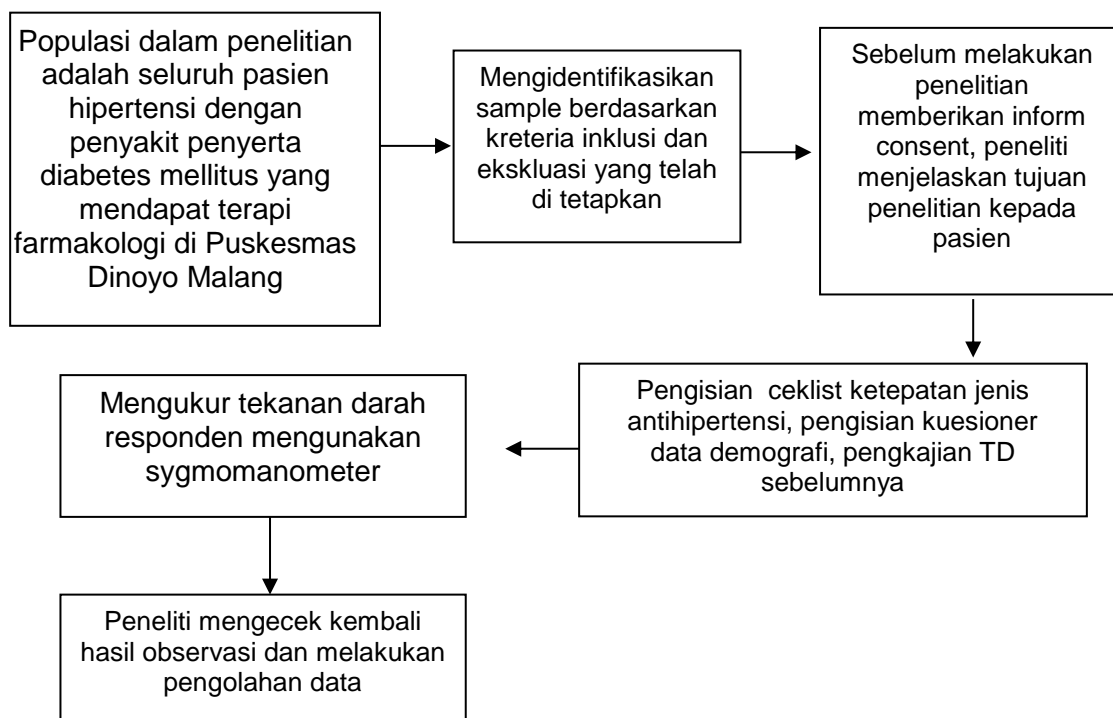 Populasi dalam penelitian
adalah seluruh pasien
hipertensi dengan
penyakit penyerta
diabetes mellitus yang
mendapat terapi
farmakologi di Puskesmas
Dinoyo Malang
Mengidentifikasikan
sample berdasarkan
kreteria inklusi dan
ekskluasi yang telah
di tetapkan
Sebelum melakukan
penelitian
memberikan inform
consent, peneliti
menjelaskan tujuan
penelitian kepada
pasien
Pengisian ceklist ketepatan jenis
antihipertensi, pengisian kuesioner
data demografi, pengkajian TD
sebelumnya
Mengukur tekanan darah
responden mengunakan
sygmomanometer
Peneliti mengecek kembali
hasil observasi dan melakukan
pengolahan data